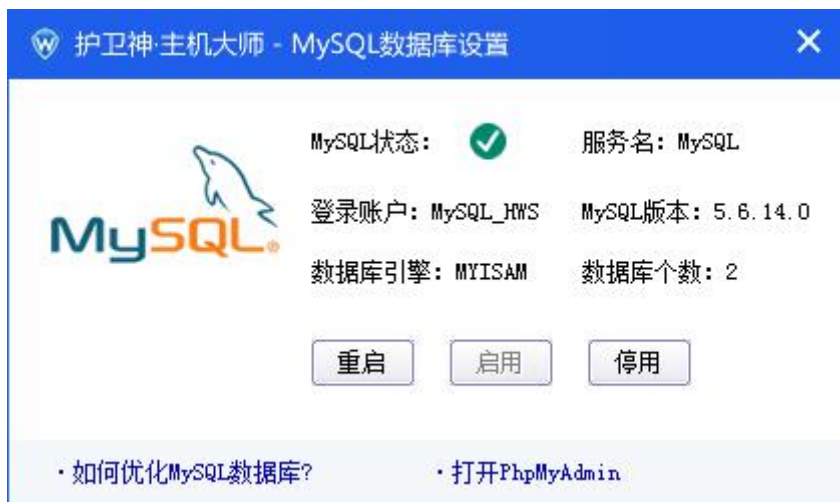 护卫神·主机大师 - MySQL数据库设置
MySQL状态： 服务名：MySQL
登录账户：MySQL_HWS MySQL版本：5.6.14.0
MySQL®
数据库引擎：MYISAM 数据库个数：2
重启 启用 停用
·如何优化MySQL数据库? ·打开PhpMyAdmin